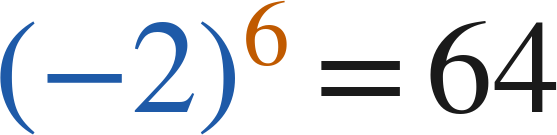 (−2)⁶ = 64